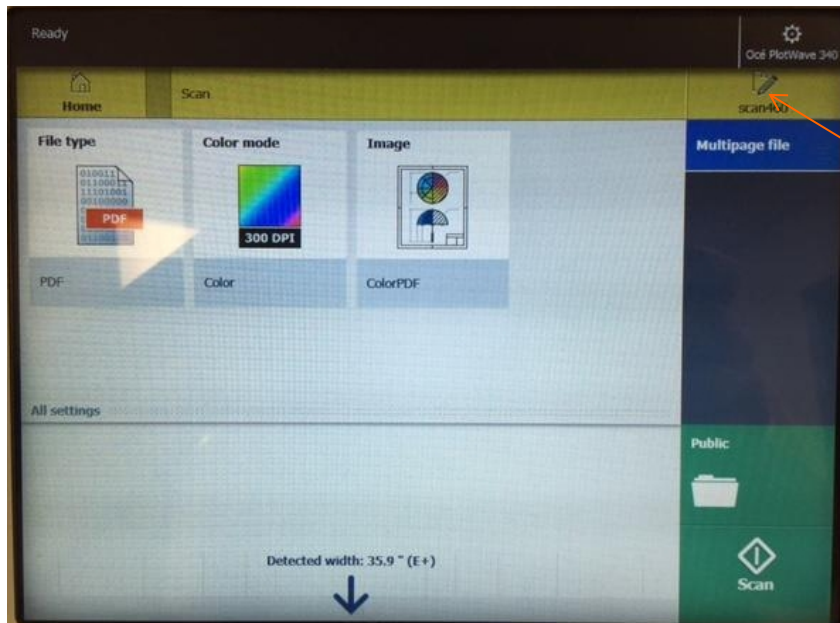 Ready
Océ PlotWave 340
Home
Scan
File type
Color mode
Image
Multipage file
PDF
300 DPI
PDF
Color
ColorPDF
All settings
Public
Detected width: 35.9 " (E+)
Scan